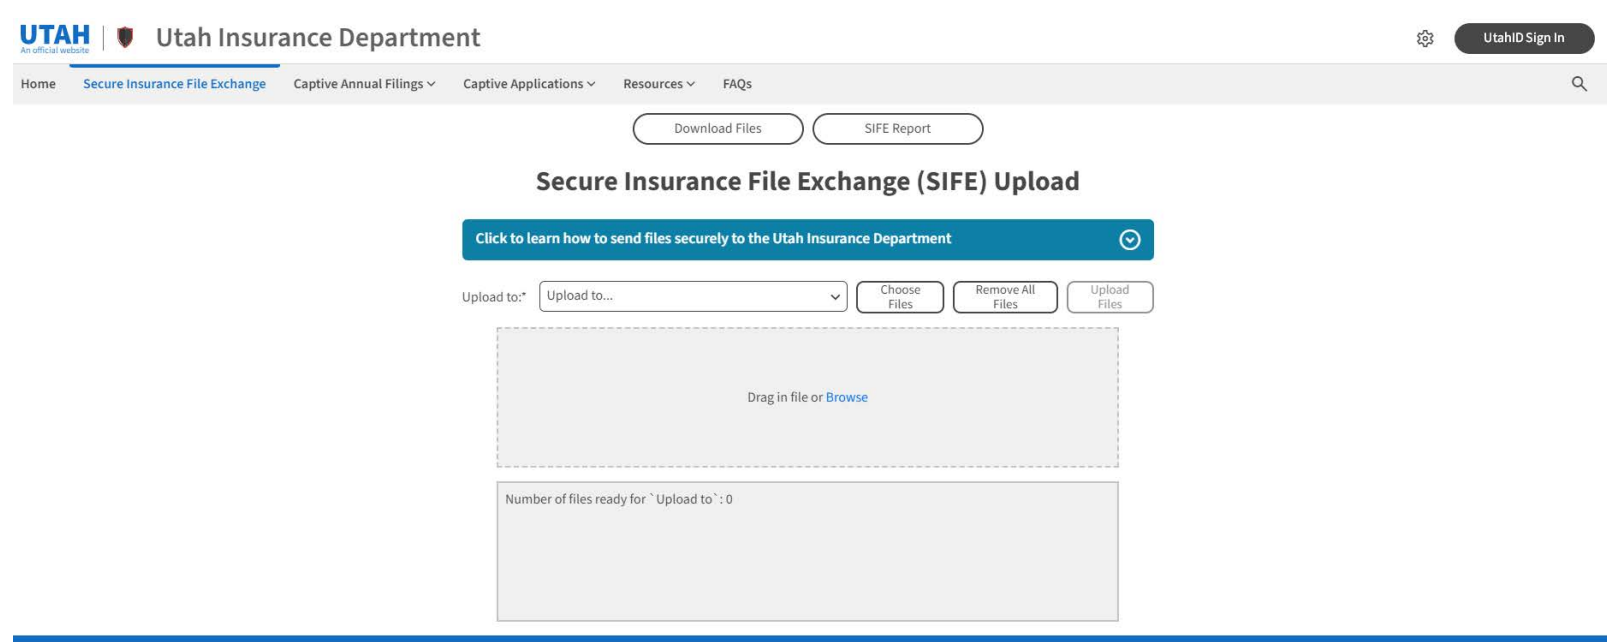 UTAH
An official website
Utah Insurance Department
UtahID Sign In
Home
Secure Insurance File Exchange
Captive Annual Filings
Captive Applications
Resources
FAQs
Download Files
SIFE Report
Secure Insurance File Exchange (SIFE) Upload
Click to learn how to send files securely to the Utah Insurance Department
Upload to:*
Upload to...
Choose
Files
Remove All
Files
Upload
Files
Drag in file or Browse
Number of files ready for `Upload to`: 0